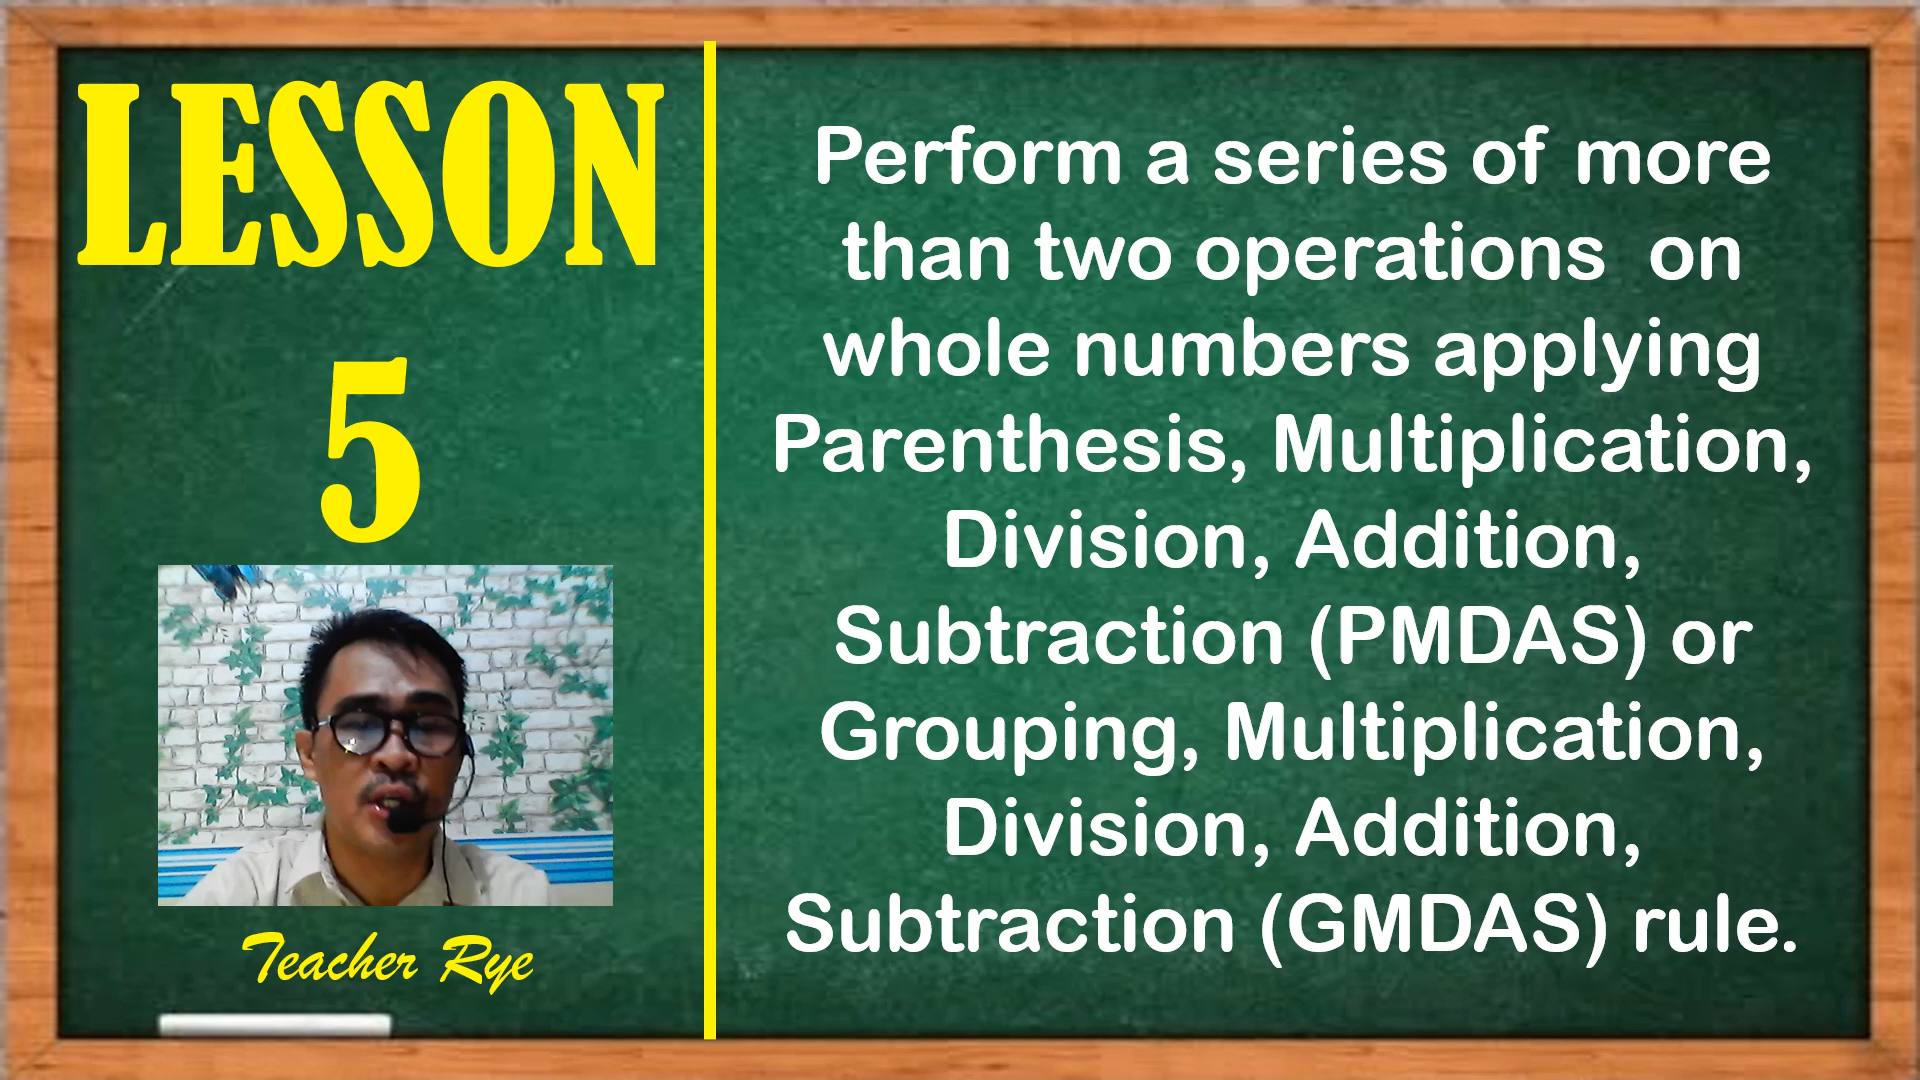 LESSON
5
Teacher Rye
Perform a series of more
than two operations on
whole numbers applying
Parenthesis, Multiplication,
Division, Addition,
Subtraction (PMDAS) or
Grouping, Multiplication,
Division, Addition,
Subtraction (GMDAS) rule.